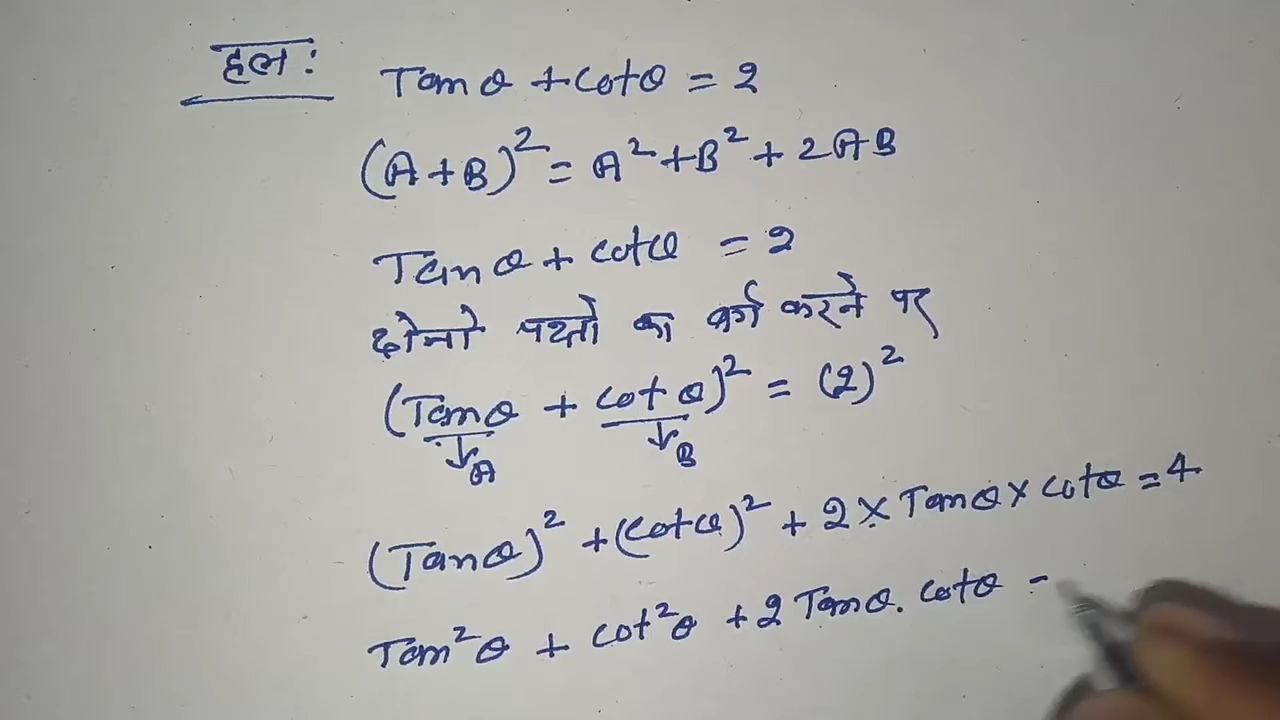 हल :
Tanθ + Cotθ = 2
(A+B)² = A² + B² + 2AB
Tanθ + Cotθ = 2
दोनो पक्षो का वर्ग करने पर
(Tanθ + Cotθ)² = (2)²
A B
(Tanθ)² + (Cotθ)² + 2 × Tanθ × Cotθ = 4
Tan²θ + Cot²θ + 2 Tanθ . Cotθ =